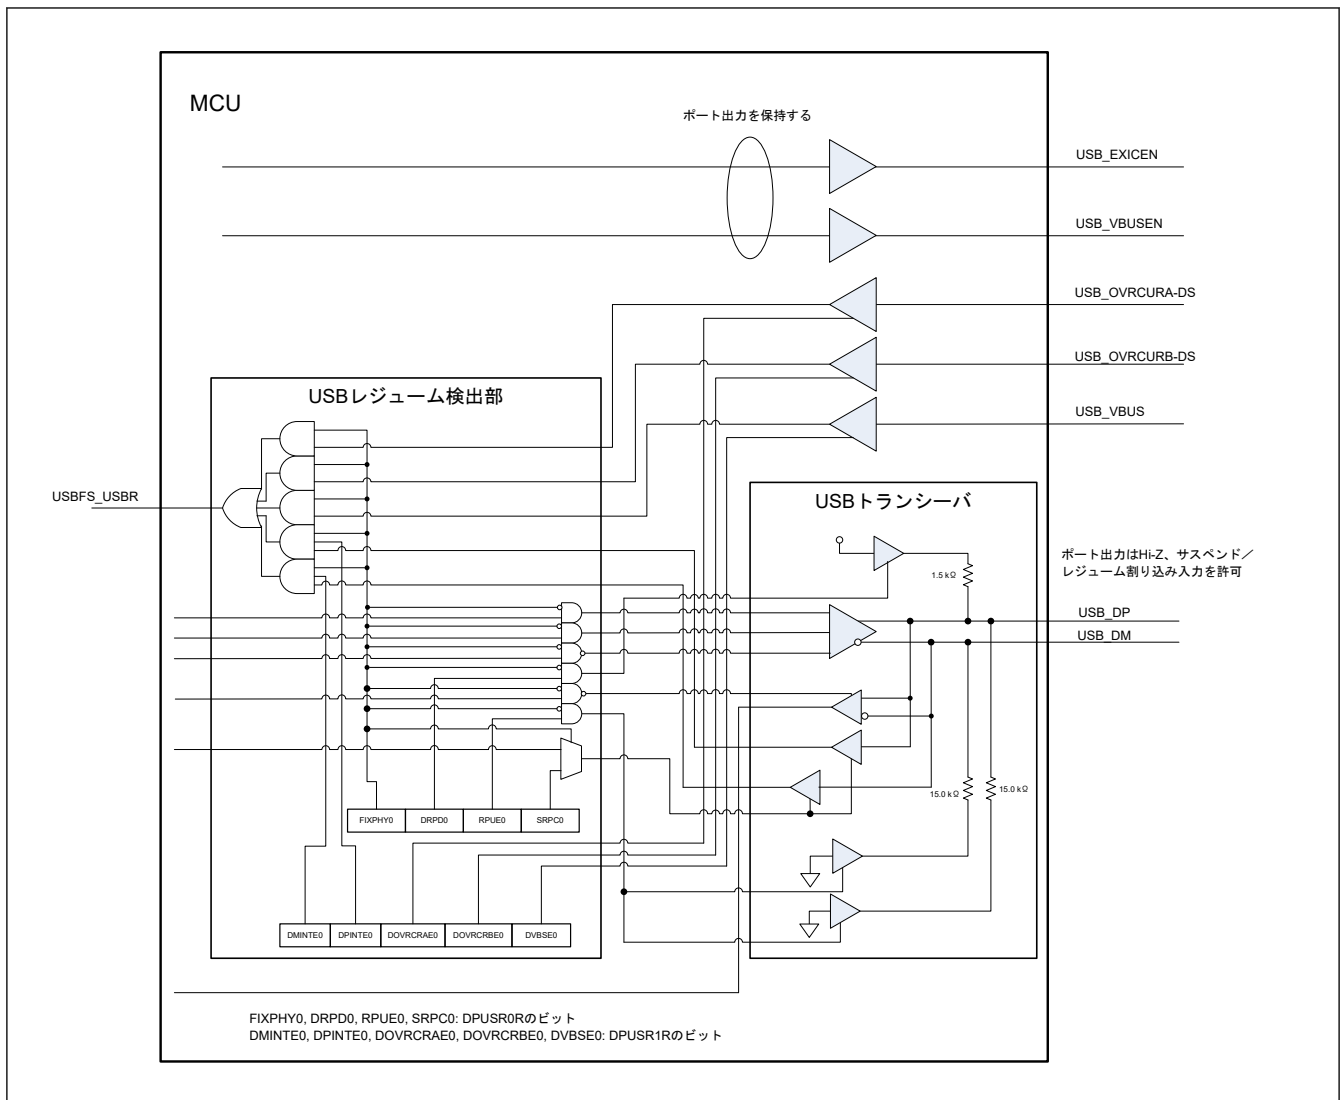 MCU
ポート出力を保持する
USB_EXICEN
USB_VBUSEN
USB_OVRCURA-DS
USB_OVRCURB-DS
USB_VBUS
USBレジューム検出部
USBFS_USBR
USBトランシーバ
1.5 kΩ
ポート出力はHi-Z、サスペンド／
レジューム割り込み入力を許可
USB_DP
USB_DM
15.0 kΩ
15.0 kΩ
FIXPHY0
DRPD0
RPUE0
SRPC0
DMINTE0
DPINTE0
DOVRCRAE0
DOVRCRBE0
DVBSE0
FIXPHY0, DRPD0, RPUE0, SRPC0: DPUSR0Rのビット
DMINTE0, DPINTE0, DOVRCRAE0, DOVRCRBE0, DVBSE0: DPUSR1Rのビット